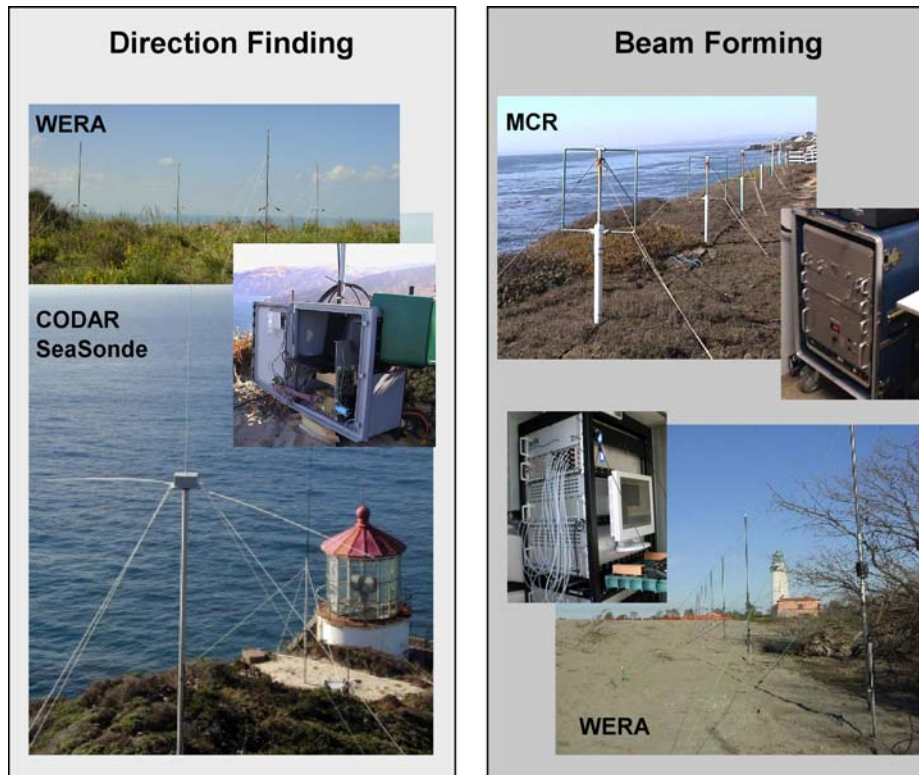 Direction Finding
WERA
CODAR
SeaSonde
Beam Forming
MCR
WERA